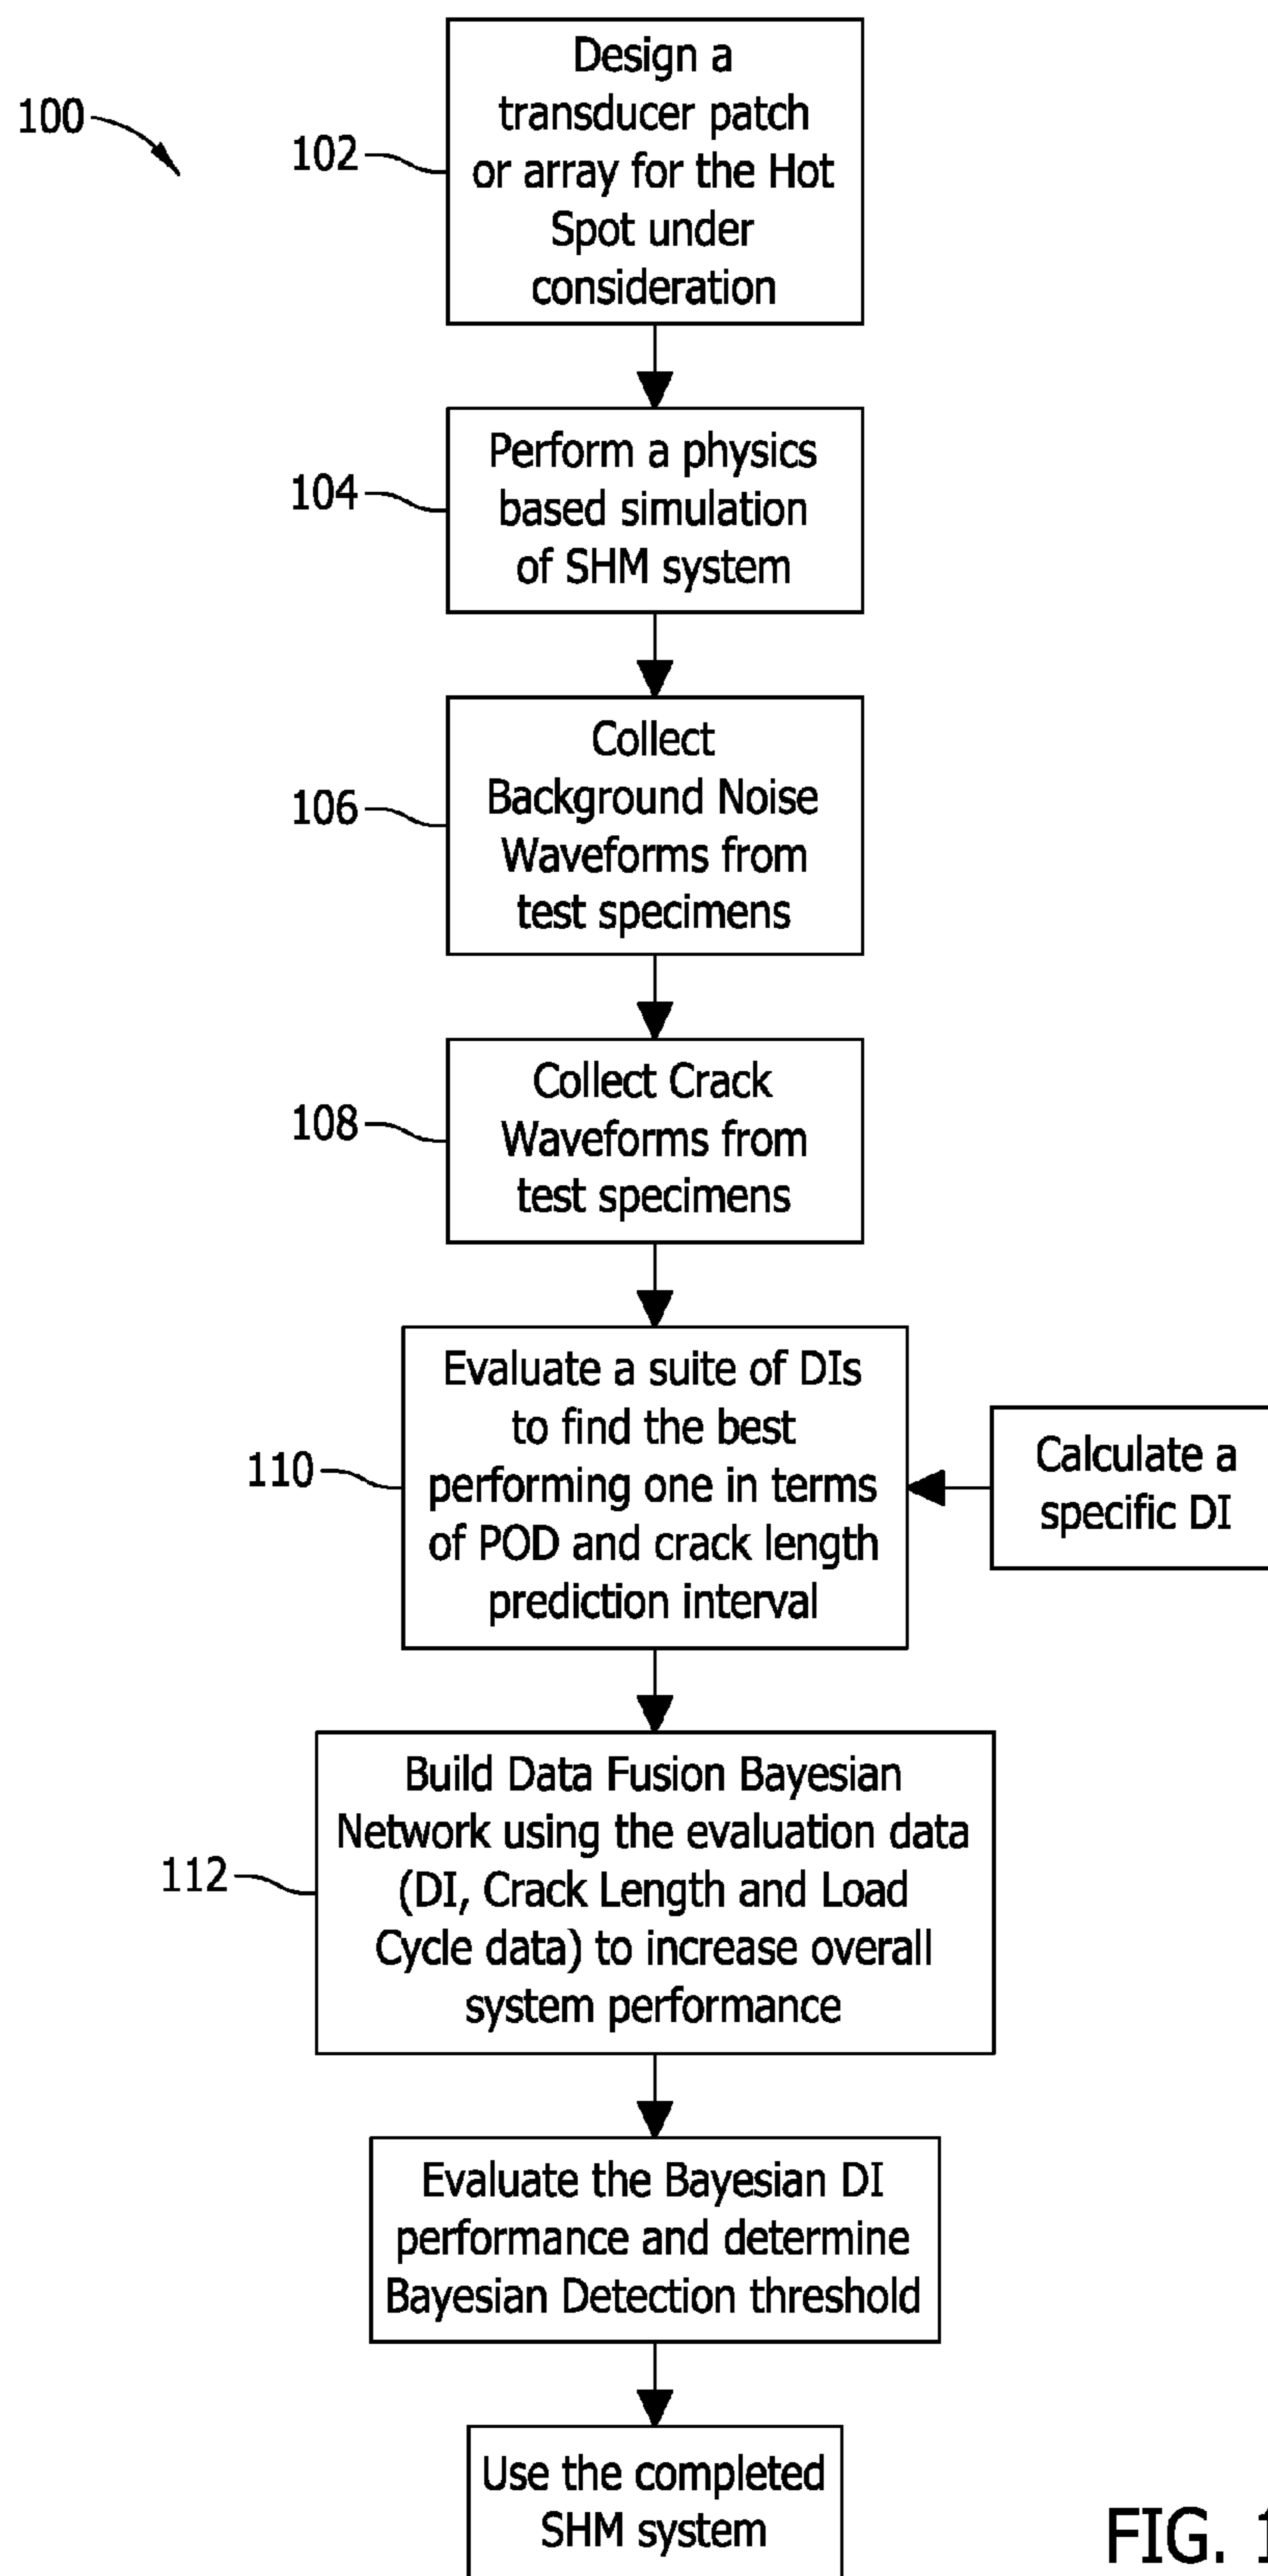 100
102
Design a
transducer patch
or array for the Hot
Spot under
consideration
104
Perform a physics
based simulation
of SHM system
106
Collect
Background Noise
Waveforms from
test specimens
108
Collect Crack
Waveforms from
test specimens
110
Evaluate a suite of DIs
to find the best
performing one in terms
of POD and crack length
prediction interval
Calculate a
specific DI
112
Build Data Fusion Bayesian
Network using the evaluation data
(DI, Crack Length and Load
Cycle data) to increase overall
system performance
Evaluate the Bayesian DI
performance and determine
Bayesian Detection threshold
Use the completed
SHM system
FIG. 1